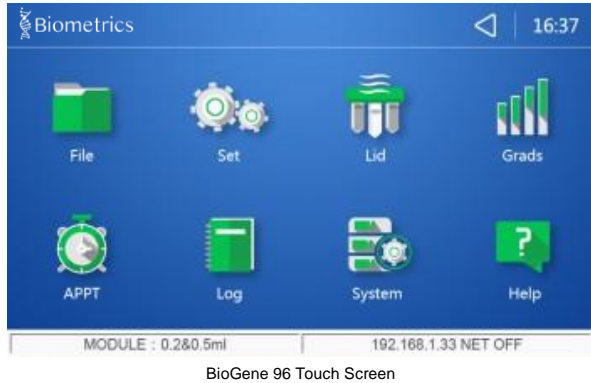 Biometrics 16:37
File Set Lid Grads
?
APPT Log System Help
MODULE : 0.2&0.5ml 192.168.1.33 NET OFF
BioGene 96 Touch Screen